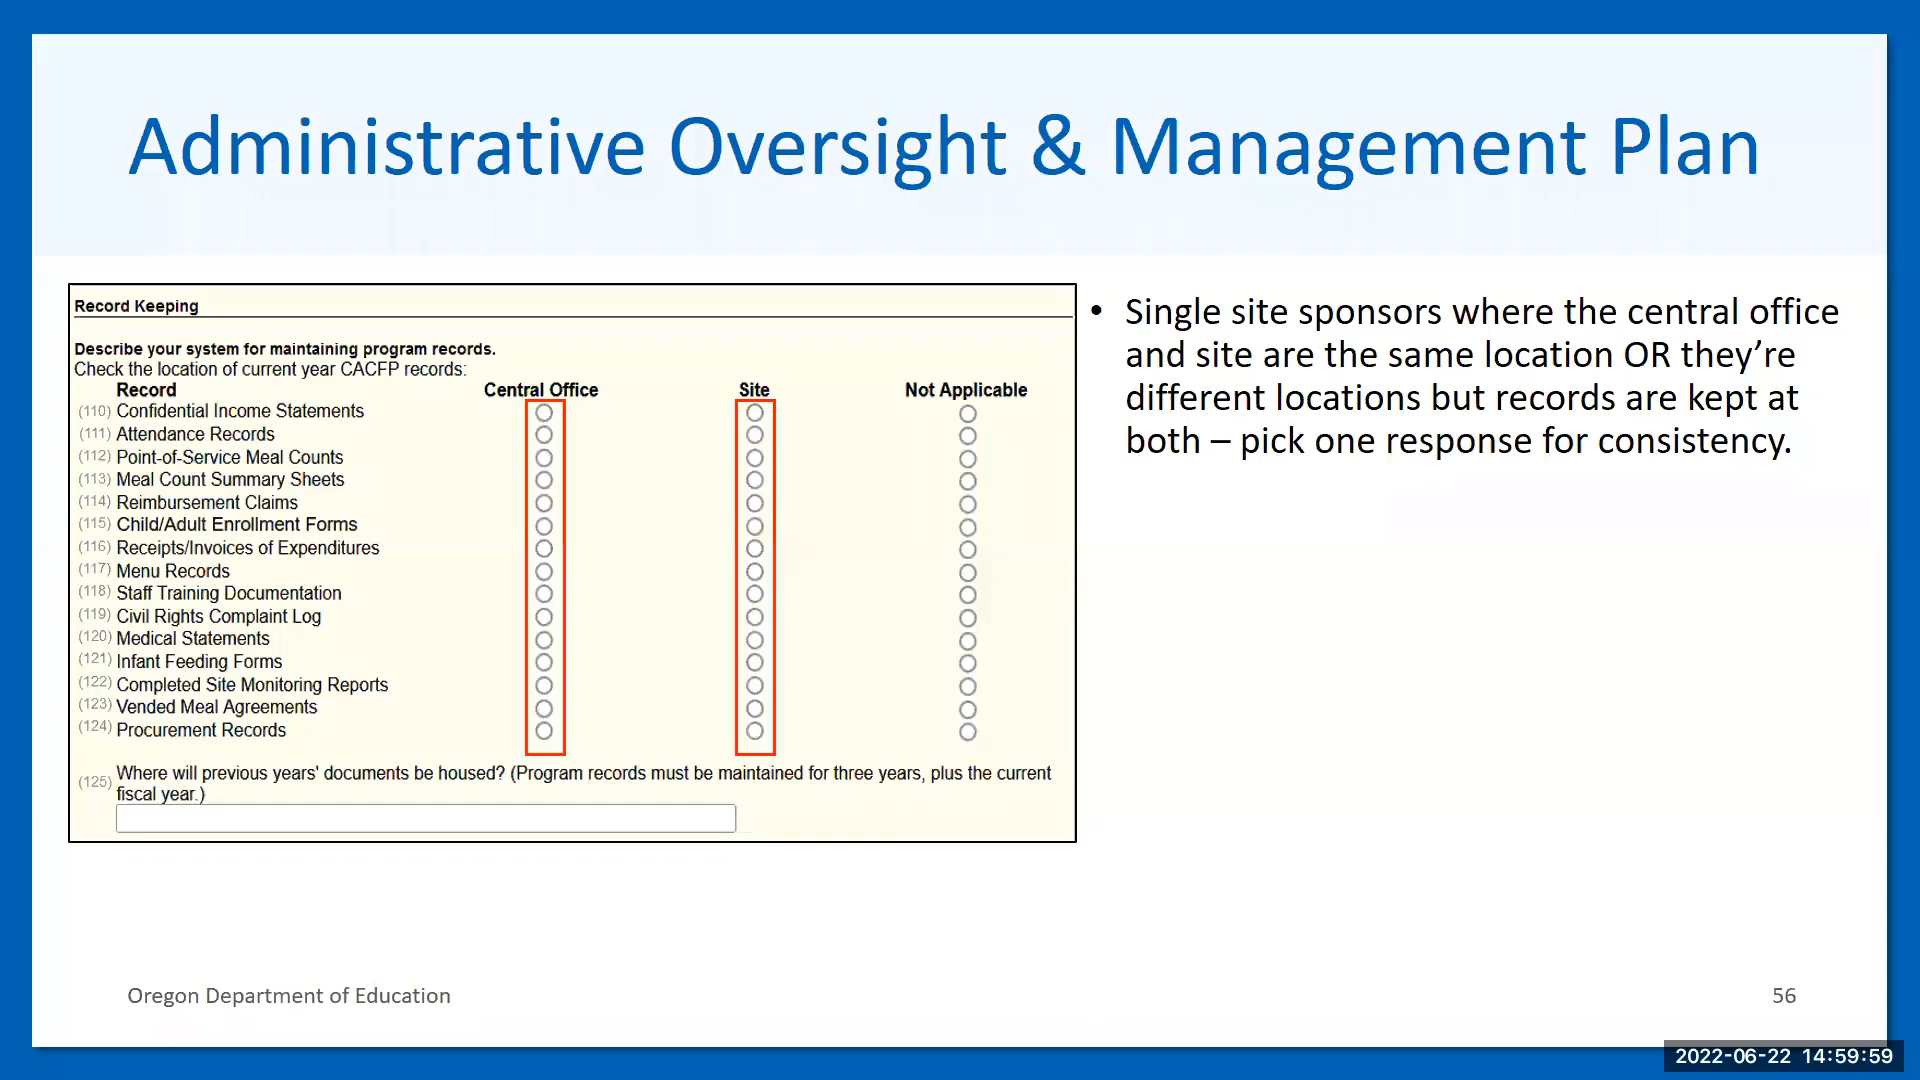 Administrative Oversight & Management Plan
Record Keeping
Describe your system for maintaining program records.
Check the location of current year CACFP records:
Record Central Office Site Not Applicable
(110) Confidential Income Statements
(111) Attendance Records
(112) Point-of-Service Meal Counts
(113) Meal Count Summary Sheets
(114) Reimbursement Claims
(115) Child/Adult Enrollment Forms
(116) Receipts/Invoices of Expenditures
(117) Menu Records
(118) Staff Training Documentation
(119) Civil Rights Complaint Log
(120) Medical Statements
(121) Infant Feeding Forms
(122) Completed Site Monitoring Reports
(123) Vended Meal Agreements
(124) Procurement Records
(125) Where will previous years' documents be housed? (Program records must be maintained for three years, plus the current
fiscal year.)
• Single site sponsors where the central office
and site are the same location OR they’re
different locations but records are kept at
both – pick one response for consistency.
Oregon Department of Education
56
2022-06-22 14:59:59